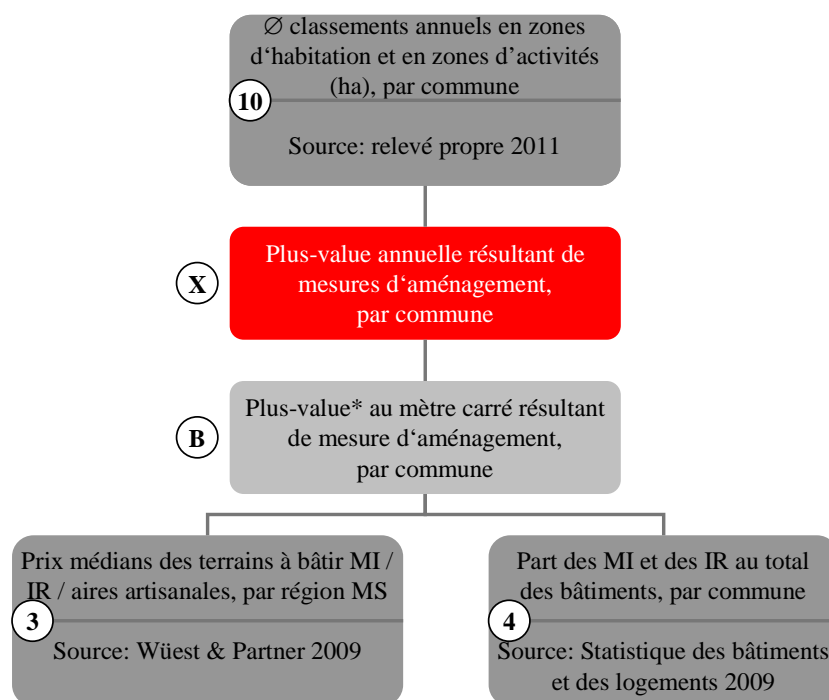 ∅ classements annuels en zones
d‘habitation et en zones d’activités
(ha), par commune
10
Source: relevé propre 2011
Plus-value annuelle résultant de
mesures d‘aménagement,
par commune
X
Plus-value* au mètre carré résultant
de mesure d‘aménagement,
par commune
B
Prix médians des terrains à bâtir MI /
IR / aires artisanales, par région MS
3
Source: Wüest & Partner 2009
Part des MI et des IR au total
des bâtiments, par commune
4
Source: Statistique des bâtiments
et des logements 2009